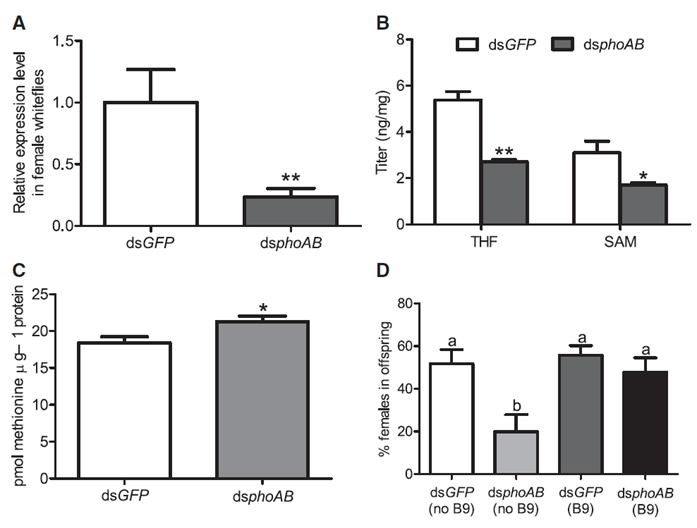 A
Relative expression level
in female whiteflies
1.5
1.0
0.5
0.0
**
dsGFP
dsphoAB
B
dsGFP
dsphoAB
Titer (ng/mg)
8
6
4
2
0
**
*
THF
SAM
C
pmol methionine µ g– 1 protein
25
20
15
10
5
0
*
dsGFP
dsphoAB
D
% females in offspring
80
60
40
20
0
a
b
a
a
dsGFP
(no B9)
dsphoAB
(no B9)
dsGFP
(B9)
dsphoAB
(B9)